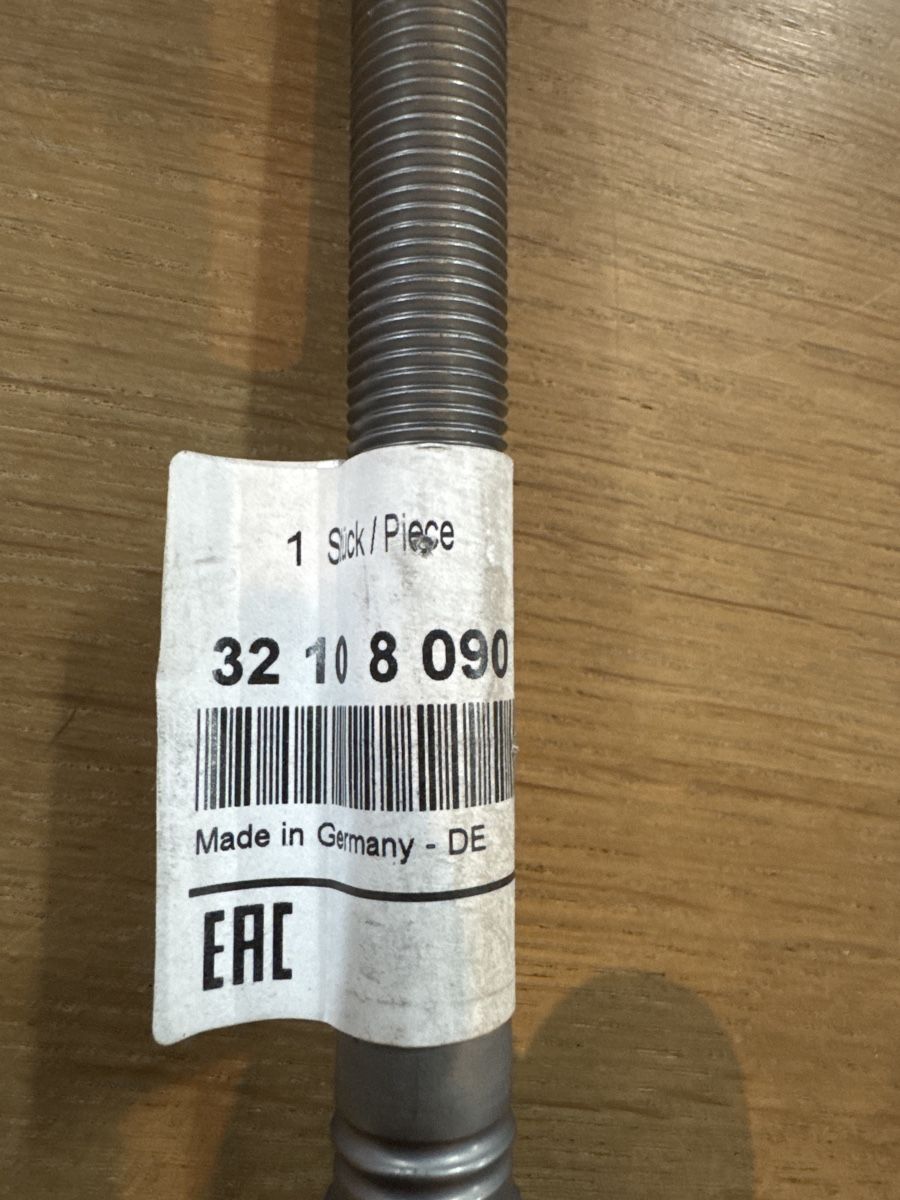 1 Stück / Piece
32 10 8 090
Made in Germany - DE
EAC